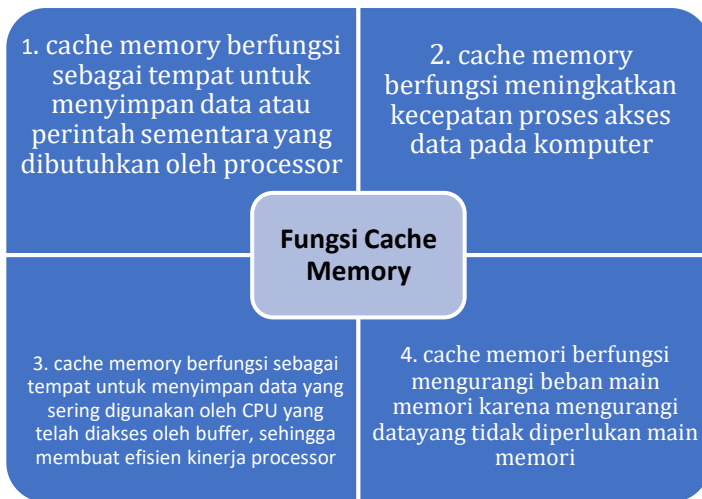 1. cache memory berfungsi
sebagai tempat untuk
menyimpan data atau
perintah sementara yang
dibutuhkan oleh processor
2. cache memory
berfungsi meningkatkan
kecepatan proses akses
data pada komputer
Fungsi Cache
Memory
3. cache memory berfungsi sebagai
tempat untuk menyimpan data yang
sering digunakan oleh CPU yang
telah diakses oleh buffer, sehingga
membuat efisien kinerja processor
4. cache memori berfungsi
mengurangi beban main
memori karena mengurangi
datayang tidak diperlukan main
memori